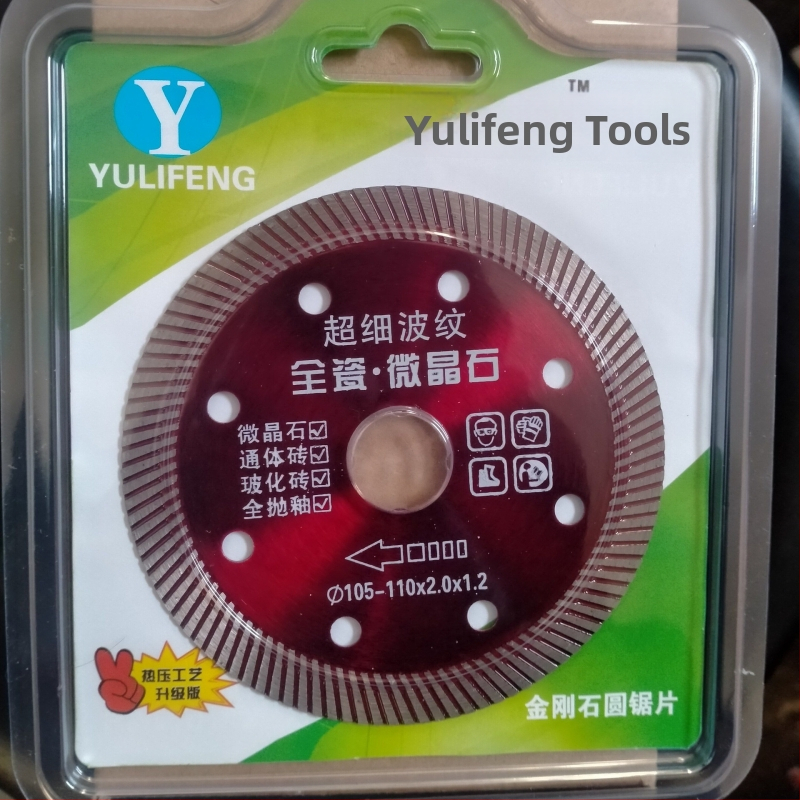 TM
Yulifeng Tools
Y
YULIFENG
超细波纹
全瓷·微晶石
微晶石☑
通体砖☑
玻化砖☑
全抛釉☑
∅105-110x2.0x1.2
热压工艺
升级版
金刚石圆锯片